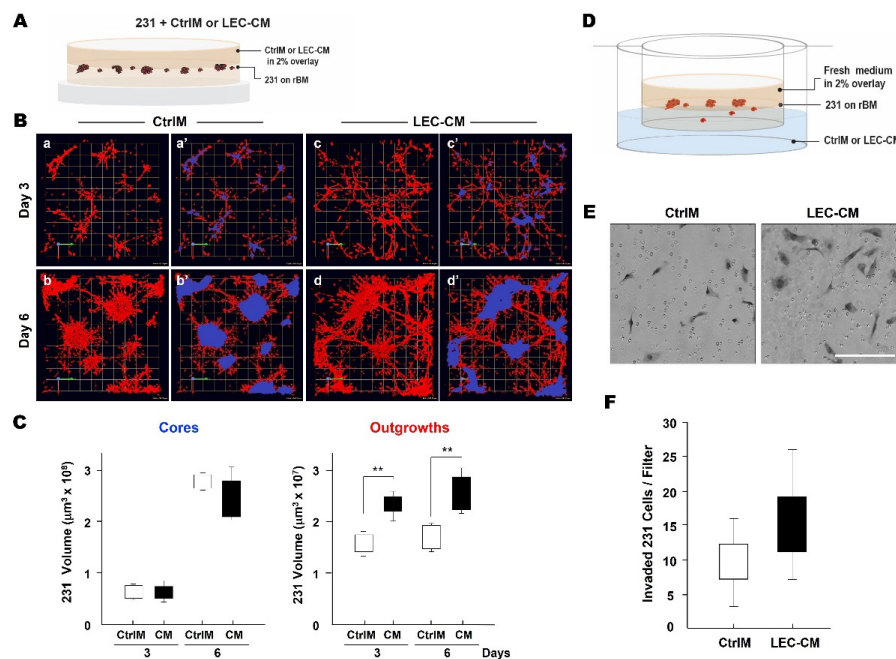 A
231 + CtrlM or LEC-CM
CtrlM or LEC-CM
in 2% overlay
231 on rBM
B
CtrlM
LEC-CM
Day 3
a
a'
c
c'
Day 6
b
b'
d
d'
C
Cores
Outgrowths
231 Volume (μm³ x 10⁸)
3
2
1
0
CtrlM CM CtrlM CM
3 6
231 Volume (μm³ x 10⁷)
3
2
1
0
**
**
CtrlM CM CtrlM CM
3 6 Days
D
Fresh medium
in 2% overlay
231 on rBM
CtrlM or LEC-CM
E
CtrlM
LEC-CM
F
Invaded 231 Cells / Filter
30
25
20
15
10
5
0
CtrlM
LEC-CM